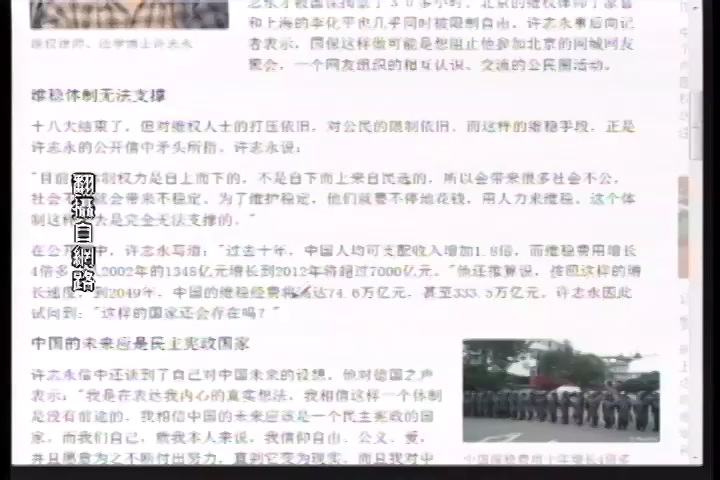 和上海的李化平也几乎同时被限制自由，许志永事后向记
者表示，国保这样做可能是想阻止他参加北京的同城网友
聚会，一个网友组织的相互认识、交流的公民圈活动。
维权律师、法学博士许志永
维稳体制无法支撑
十八大结束了，但对维权人士的打压依旧，对公民的限制依旧，而这样的维稳手段，正是
许志永的公开信中矛头所指。许志永说：
"目前 体制权力是自上而下的，不是自下而上来自民选的，所以会带来很多社会不公，
社会不 就会带来不稳定。为了维护稳定，他们就要不停地花钱，用人力来维稳。这个体
制这样 去是完全无法支撑的。"
在公开 中，许志永写道："过去十年，中国人均可支配收入增加1.8倍，而维稳费用增长
4倍多 2002年的1348亿元增长到2012年将超过7000亿元。"他还推算说，按照这样的增
长速度，到2049年，中国的维稳经费将高达74.6万亿元，甚至333.5万亿元。许志永因此
试问到："这样的国家还会存在吗？"
中国的未来应是民主宪政国家
许志永信中还谈到了自己对中国未来的设想，他对德国之声
表示："我是在表达我内心的真实想法，我相信这样一个体制
是没有前途的，我相信中国的未来应该是一个民主宪政的国
家。而我们自己，就我本人来说，我信仰自由、公义、爱，
并且愿意为之不断付出努力，直到它变为现实。而且我对中
中国维稳费用十年增长4倍多
翻攝自網路